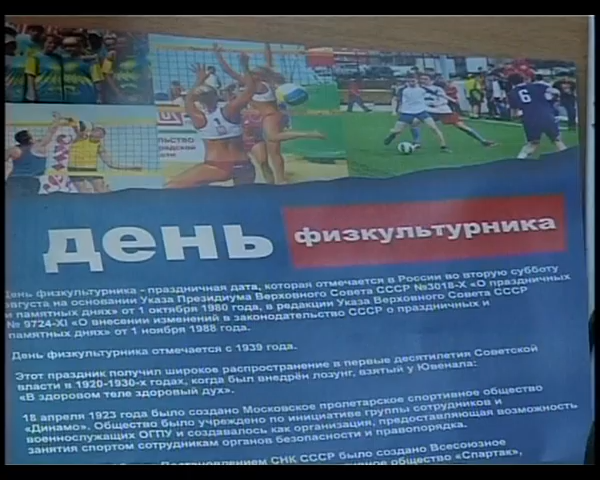 6
день физкультурника
День физкультурника - праздничная дата, которая отмечается в России во вторую субботу
августа на основании Указа Президиума Верховного Совета СССР №3018-X «О праздничных
и памятных днях» от 1 октября 1980 года, в редакции Указа Верховного Совета СССР
№ 9724-XI «О внесении изменений в законодательство СССР о праздничных и
памятных днях» от 1 ноября 1988 года.
День физкультурника отмечается с 1939 года.
Этот праздник получил широкое распространение в первые десятилетия Советской
власти в 1920-1930-х годах, когда был внедрён лозунг, взятый у Ювенала:
«В здоровом теле здоровый дух».
18 апреля 1923 года было создано Московское пролетарское спортивное общество
«Динамо». Общество было учреждено по инициативе группы сотрудников и
военнослужащих ОГПУ и создавалось как организация, предоставляющая возможность
занятия спортом сотрудникам органов безопасности и правопорядка.
Постановлением СНК СССР было создано Всесоюзное
общество «Спартак»,